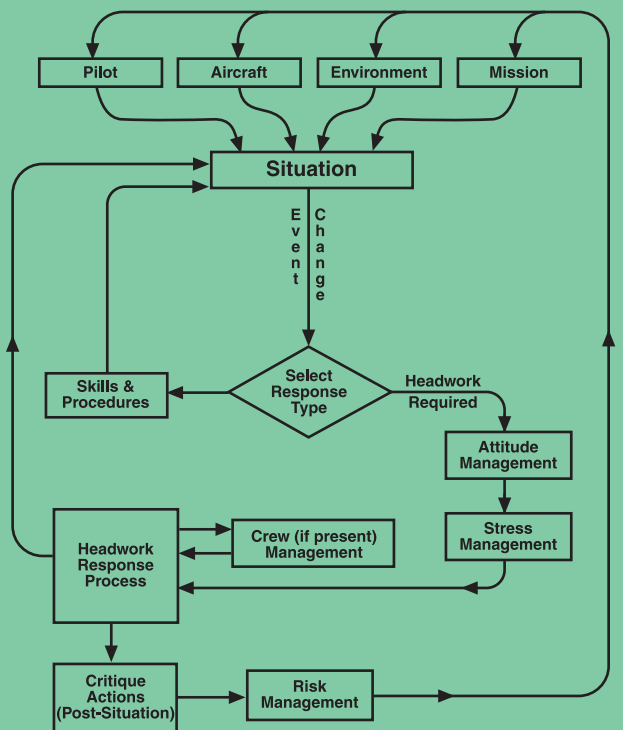 Pilot
Aircraft
Environment
Mission
Situation
Event
Change
Select
Response
Type
Headwork
Required
Skills &
Procedures
Attitude
Management
Stress
Management
Crew (if present)
Management
Headwork
Response
Process
Critique
Actions
(Post-Situation)
Risk
Management